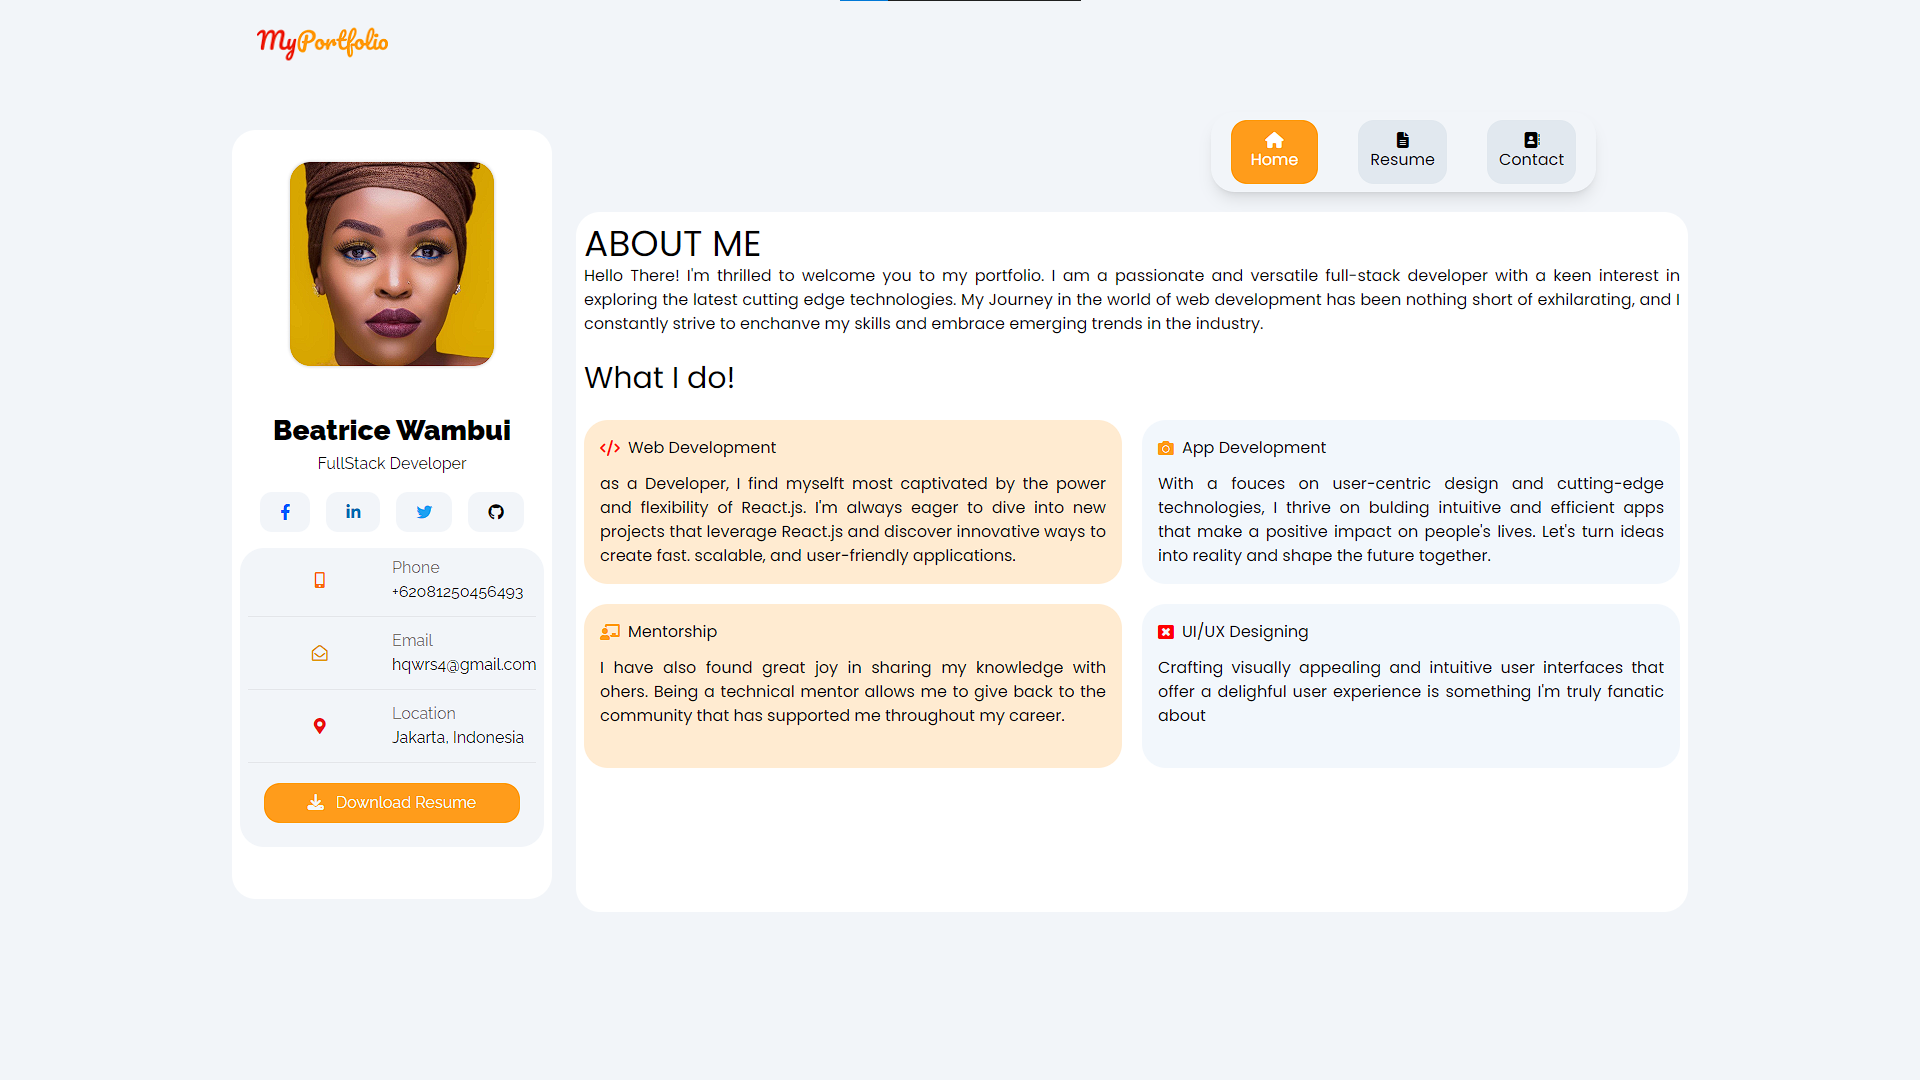 MyPortfolio
Home
Resume
Contact
Beatrice Wambui
FullStack Developer
Phone
+62081250456493
Email
hqwrs4@gmail.com
Location
Jakarta, Indonesia
Download Resume
ABOUT ME
Hello There! I'm thrilled to welcome you to my portfolio. I am a passionate and versatile full-stack developer with a keen interest in
exploring the latest cutting edge technologies. My Journey in the world of web development has been nothing short of exhilarating, and I
constantly strive to enchanve my skills and embrace emerging trends in the industry.
What I do!
Web Development
as a Developer, I find myselft most captivated by the power
and flexibility of React.js. I'm always eager to dive into new
projects that leverage React.js and discover innovative ways to
create fast. scalable, and user-friendly applications.
App Development
With a fouces on user-centric design and cutting-edge
technologies, I thrive on bulding intuitive and efficient apps
that make a positive impact on people's lives. Let's turn ideas
into reality and shape the future together.
Mentorship
I have also found great joy in sharing my knowledge with
ohers. Being a technical mentor allows me to give back to the
community that has supported me throughout my career.
UI/UX Designing
Crafting visually appealing and intuitive user interfaces that
offer a delighful user experience is something I'm truly fanatic
about